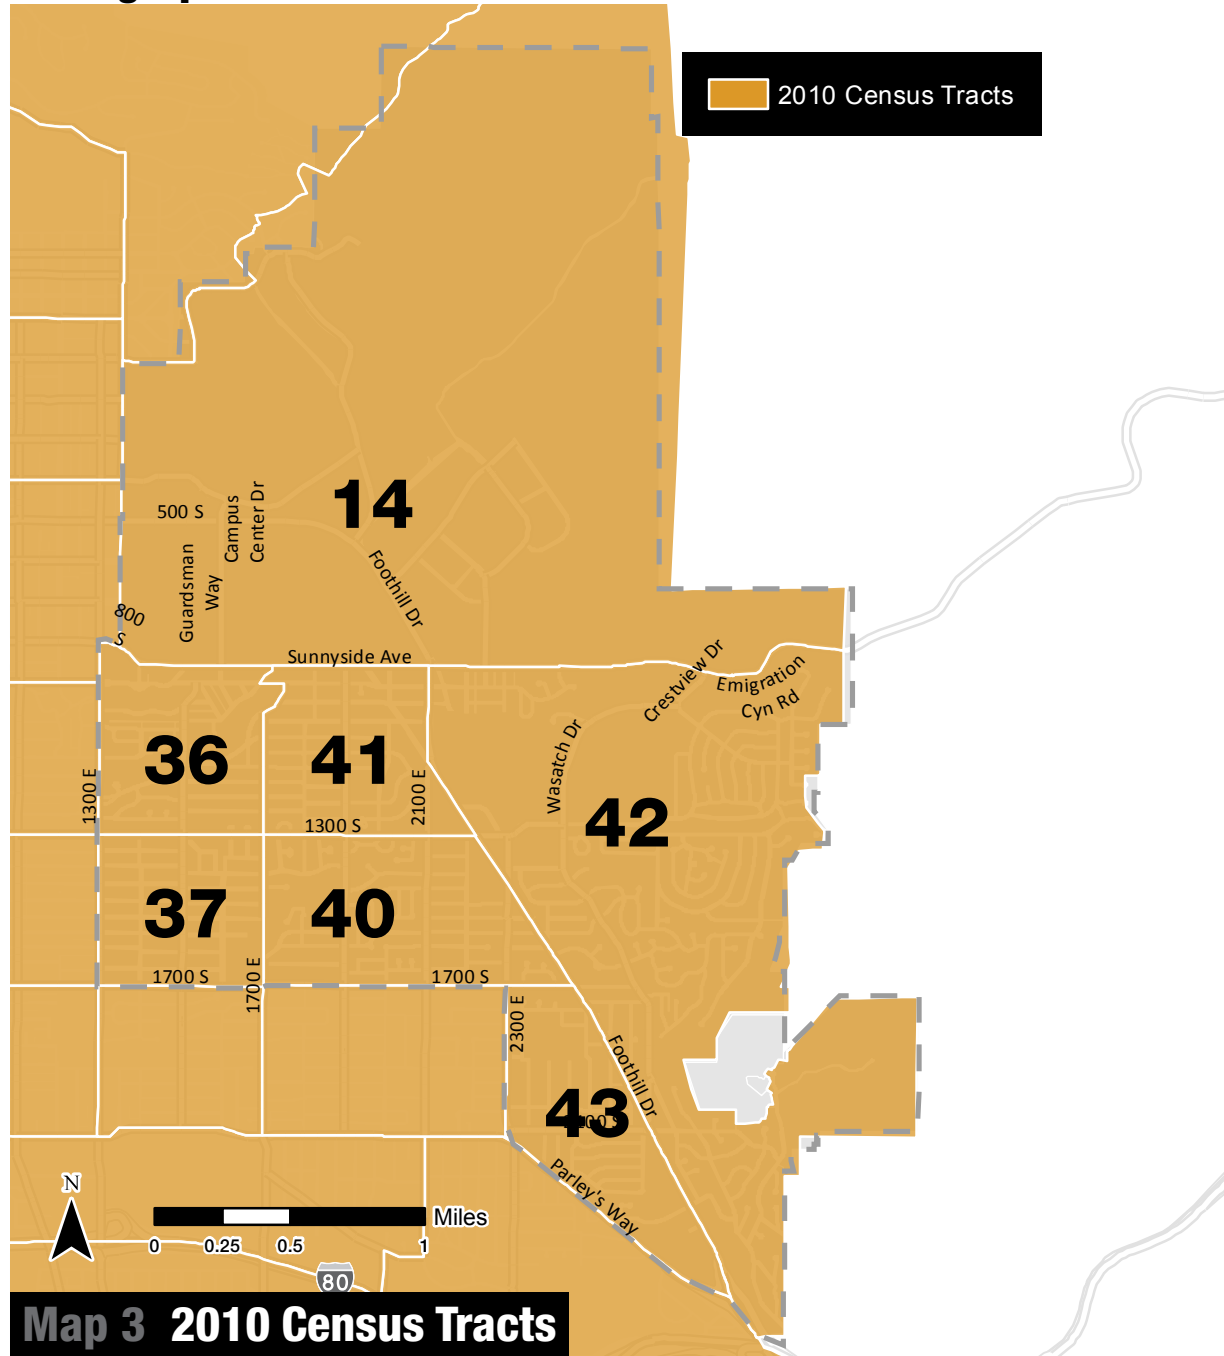 2010 Census Tracts
14
500 S
Campus
Center Dr
Guardsman
Way
Foothill Dr
800
S
Sunnyside Ave
Crestview Dr
Emigration
Cyn Rd
36
41
Wasatch Dr
1300 E
2100 E
42
1300 S
37
40
1700 S
1700 E
1700 S
2300 E
Foothill Dr
43
Parley's Way
N
Miles
0
0.25
0.5
1
80
Map 3 2010 Census Tracts